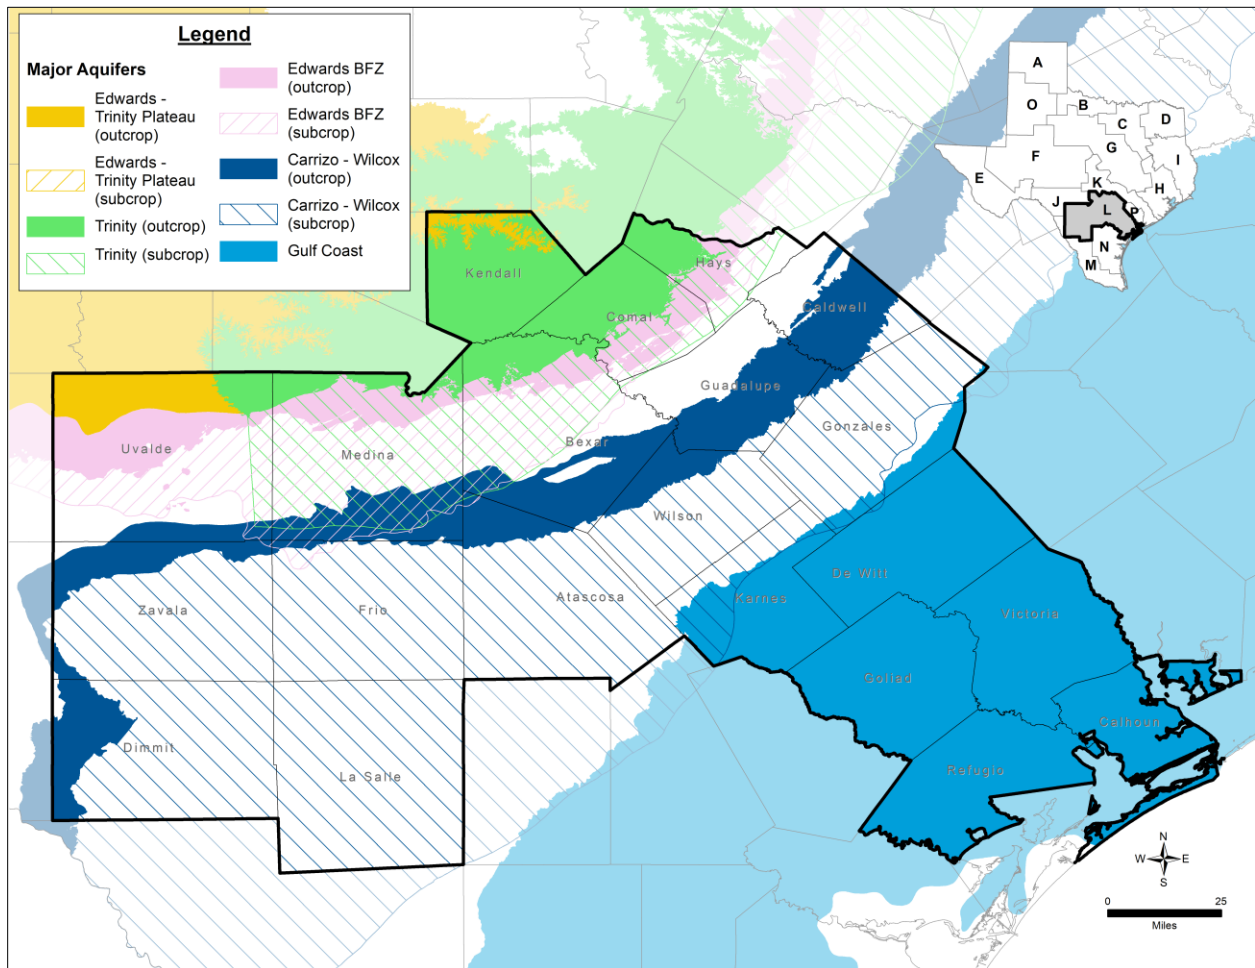 Legend
Major Aquifers
Edwards -
Trinity Plateau
(outcrop)
Edwards -
Trinity Plateau
(subcrop)
Trinity (outcrop)
Trinity (subcrop)
Edwards BFZ
(outcrop)
Edwards BFZ
(subcrop)
Carrizo - Wilcox
(outcrop)
Carrizo - Wilcox
(subcrop)
Gulf Coast
A
O
B
C
D
G
F
I
E
K
H
J
L
P
N
M
Kendall
Hays
Comal
Caldwell
Guadalupe
Uvalde
Medina
Bexar
Gonzales
Wilson
Zavala
Frio
Atascosa
Karnes
De Witt
Victoria
Goliad
Calhoun
Dimmit
La Salle
Refugio
N
W E
S
0 25
Miles